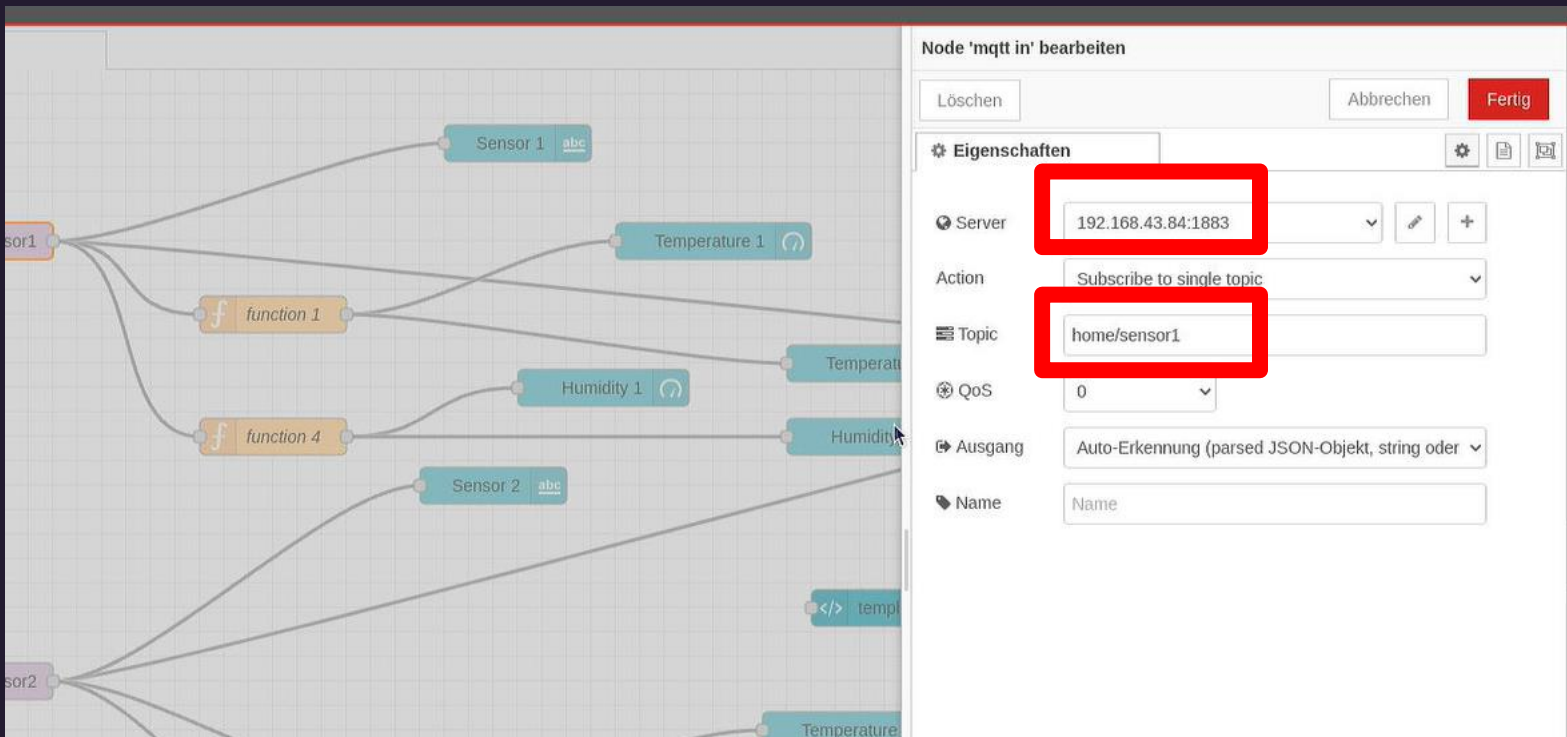 sor1
Sensor 1 abc
Temperature 1
function 1
Humidity 1
function 4
Humidity
Sensor 2 abc
</>
sor2
Temperature
Node 'mqtt in' bearbeiten
Löschen
Abbrechen
Fertig
Eigenschaften
Server 192.168.43.84:1883
Action Subscribe to single topic
Topic home/sensor1
QoS 0
Ausgang Auto-Erkennung (parsed JSON-Objekt, string oder
Name Name